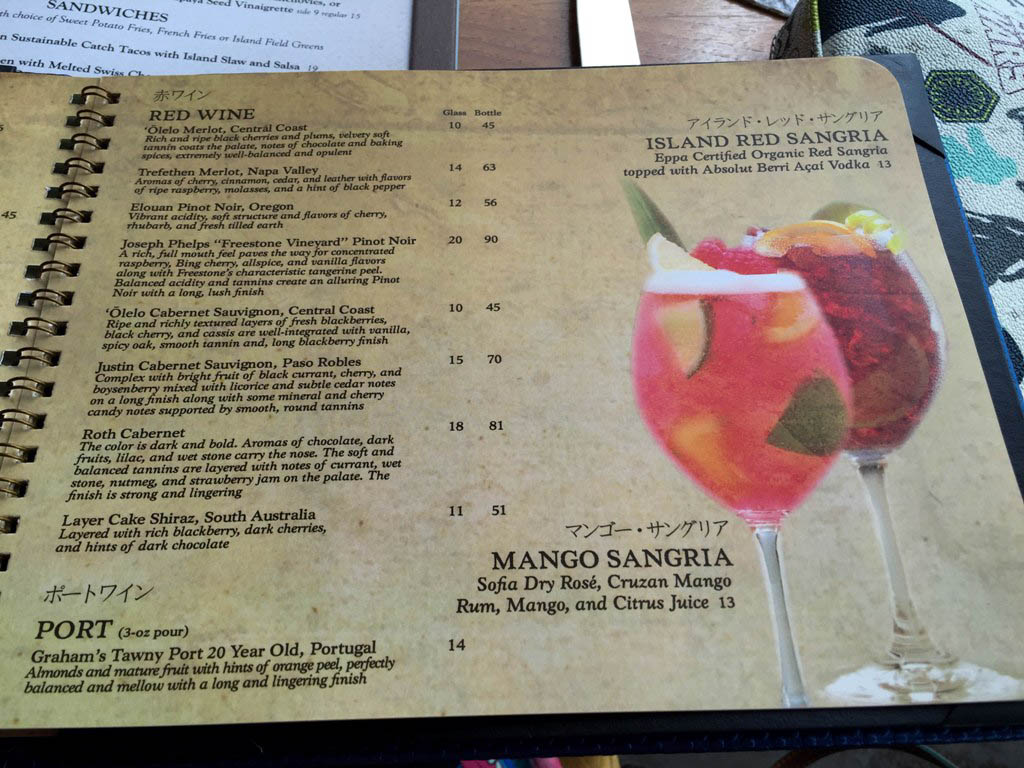 SANDWICHES
Seed Vinaigrette side 9 regular 15
choice of Sweet Potato Fries, French Fries or Island Field Greens
Sustainable Catch Tacos with Island Slaw and Salsa 19
with Melted Swiss
45
赤ワイン
RED WINE Glass Bottle
‘Ōlelo Merlot, Central Coast 10 45
Rich and ripe black cherries and plums, velvety soft
tannin coats the palate, notes of chocolate and baking
spices, extremely well-balanced and opulent
Trefethen Merlot, Napa Valley 14 63
Aromas of cherry, cinnamon, cedar, and leather with flavors
of ripe raspberry, molasses, and a hint of black pepper
Elouan Pinot Noir, Oregon 12 56
Vibrant acidity, soft structure and flavors of cherry,
rhubarb, and fresh tilled earth
Joseph Phelps “Freestone Vineyard” Pinot Noir 20 90
A rich, full mouth feel paves the way for concentrated
raspberry, Bing cherry, allspice, and vanilla flavors
along with Freestone's characteristic tangerine peel.
Balanced acidity and tannins create an alluring Pinot
Noir with a long, lush finish
‘Ōlelo Cabernet Sauvignon, Central Coast 10 45
Ripe and richly textured layers of fresh blackberries,
black cherry, and cassis are well-integrated with vanilla,
spicy oak, smooth tannin and, long blackberry finish
Justin Cabernet Sauvignon, Paso Robles 15 70
Complex with bright fruit of black currant, cherry, and
boysenberry mixed with licorice and subtle cedar notes
on a long finish along with some mineral and cherry
candy notes supported by smooth, round tannins
Roth Cabernet 18 81
The color is dark and bold. Aromas of chocolate, dark
fruits, lilac, and wet stone carry the nose. The soft and
balanced tannins are layered with notes of currant, wet
stone, nutmeg, and strawberry jam on the palate. The
finish is strong and lingering
Layer Cake Shiraz, South Australia 11 51
Layered with rich blackberry, dark cherries,
and hints of dark chocolate
ポートワイン
PORT (3-oz pour)
Graham's Tawny Port 20 Year Old, Portugal 14
Almonds and mature fruit with hints of orange peel, perfectly
balanced and mellow with a long and lingering finish
アイランド・レッド・サングリア
ISLAND RED SANGRIA
Eppa Certified Organic Red Sangria
topped with Absolut Berri Açaí Vodka 13
マンゴー・サングリア
MANGO SANGRIA
Sofia Dry Rosé, Cruzan Mango
Rum, Mango, and Citrus Juice 13